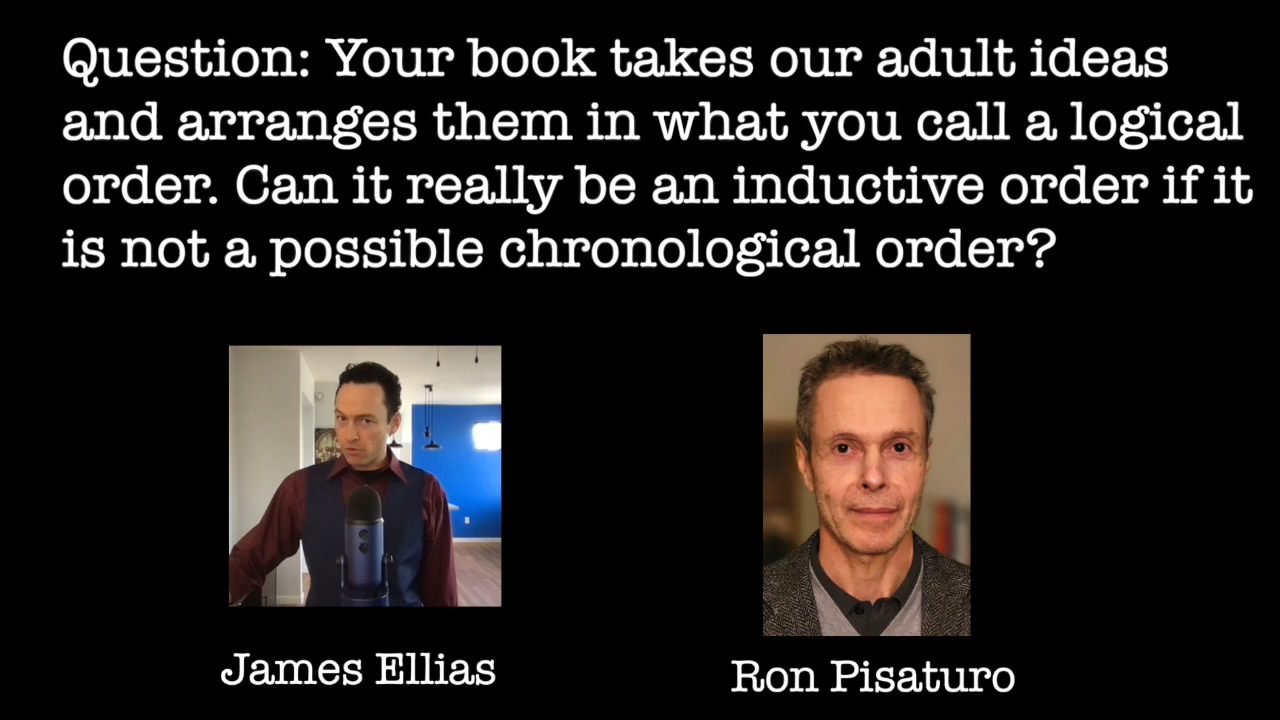 Question: Your book takes our adult ideas
and arranges them in what you call a logical
order. Can it really be an inductive order if it
is not a possible chronological order?
James Ellias
Ron Pisaturo